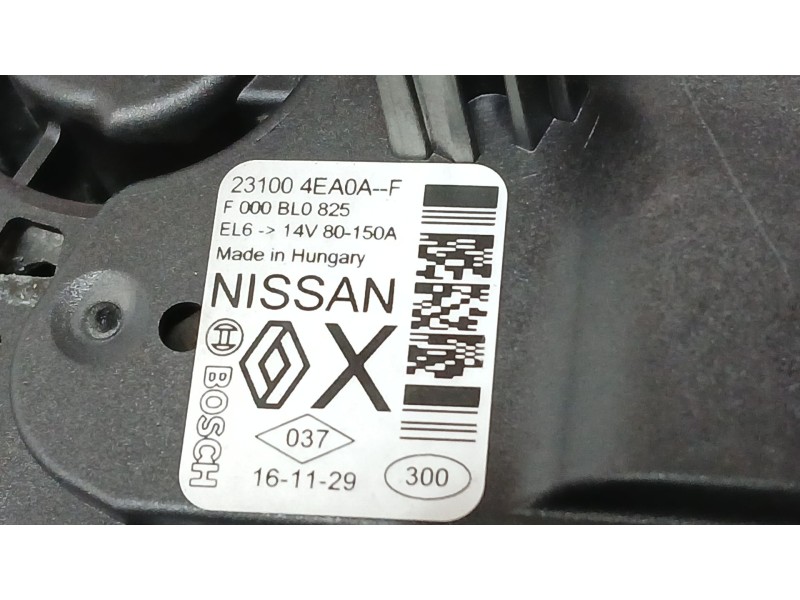 23100 4EA0A--F
F 000 BL0 825
EL6 -> 14V 80-150A
Made in Hungary
NISSAN
BOSCH
X
037
16-11-29
300